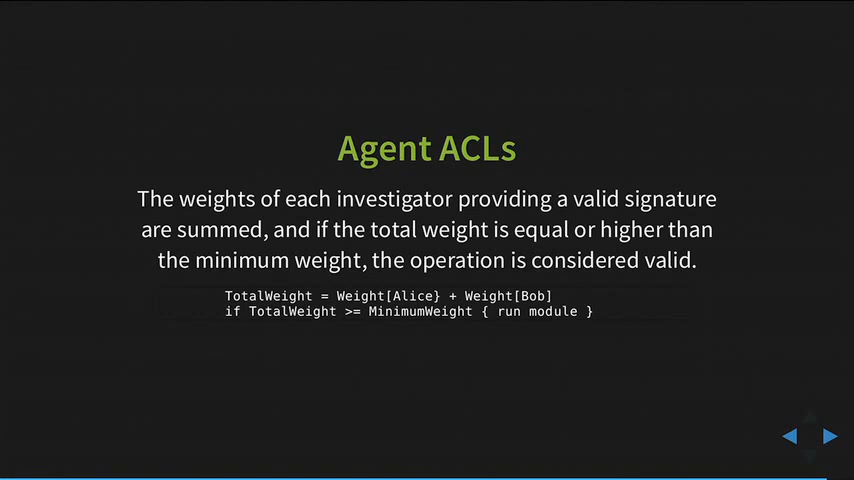 Agent ACLs
The weights of each investigator providing a valid signature
are summed, and if the total weight is equal or higher than
the minimum weight, the operation is considered valid.
TotalWeight = Weight[Alice} + Weight[Bob]
if TotalWeight >= MinimumWeight { run module }